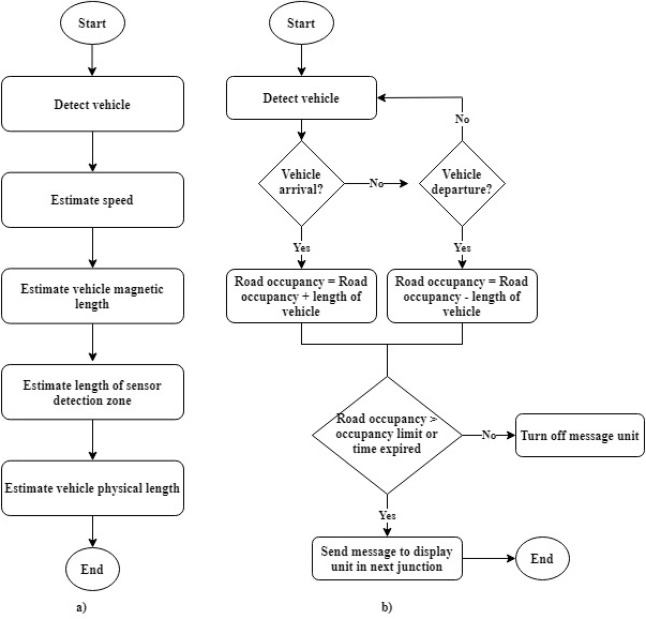 Start
Detect vehicle
Estimate speed
Estimate vehicle magnetic
length
Estimate length of sensor
detection zone
Estimate vehicle physical length
End
a)
Start
Detect vehicle
No
Vehicle
arrival?
No
Vehicle
departure?
Yes
Yes
Road occupancy = Road
occupancy + length of
vehicle
Road occupancy = Road
occupancy - length of
vehicle
Road occupancy >
occupancy limit or
time expired
No
Turn off message unit
Yes
Send message to display
unit in next junction
End
b)